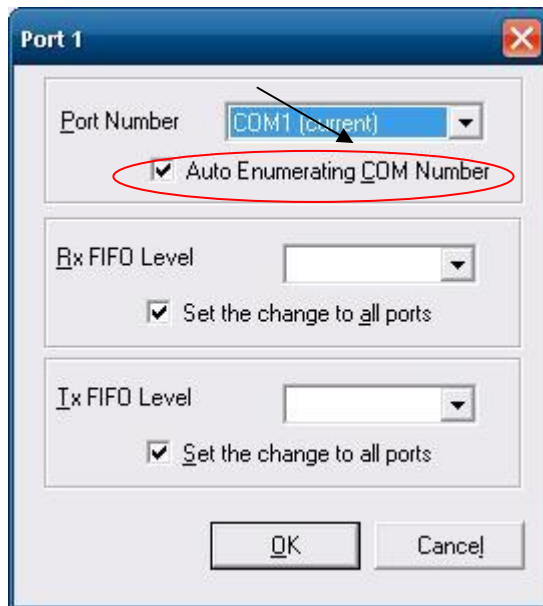 Port 1
Port Number COM1 (current)
Auto Enumerating COM Number
Rx FIFO Level
Set the change to all ports
Tx FIFO Level
Set the change to all ports
OK Cancel